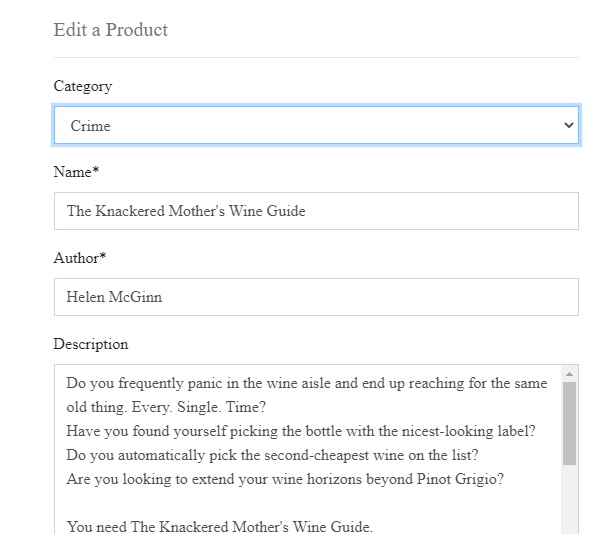 Edit a Product
Category
Crime
Name*
The Knackered Mother's Wine Guide
Author*
Helen McGinn
Description
Do you frequently panic in the wine aisle and end up reaching for the same
old thing. Every. Single. Time?
Have you found yourself picking the bottle with the nicest-looking label?
Do you automatically pick the second-cheapest wine on the list?
Are you looking to extend your wine horizons beyond Pinot Grigio?
You need The Knackered Mother's Wine Guide.